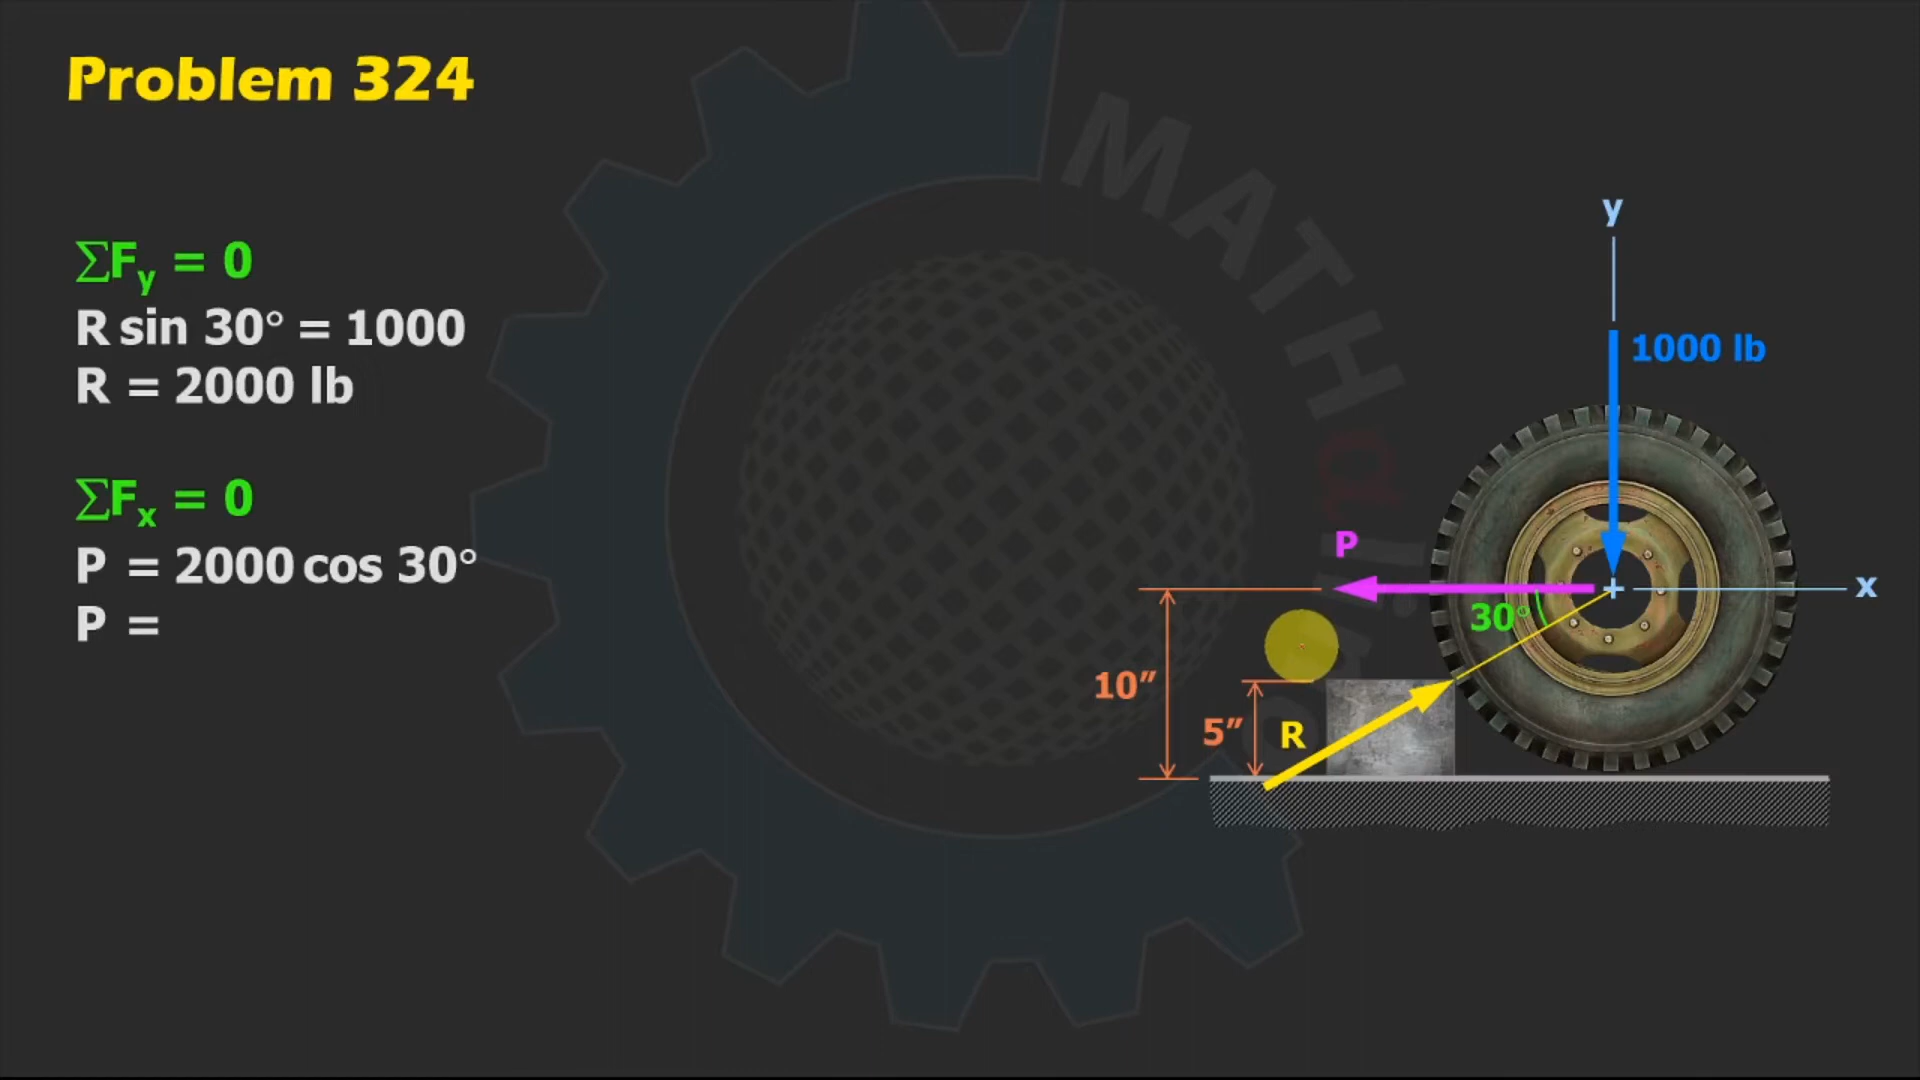 Problem 324
ΣFy = 0
R sin 30° = 1000
R = 2000 lb
ΣFx = 0
P = 2000 cos 30°
P =
y
1000 lb
P
x
30°
10″
5″
R
MATHalino